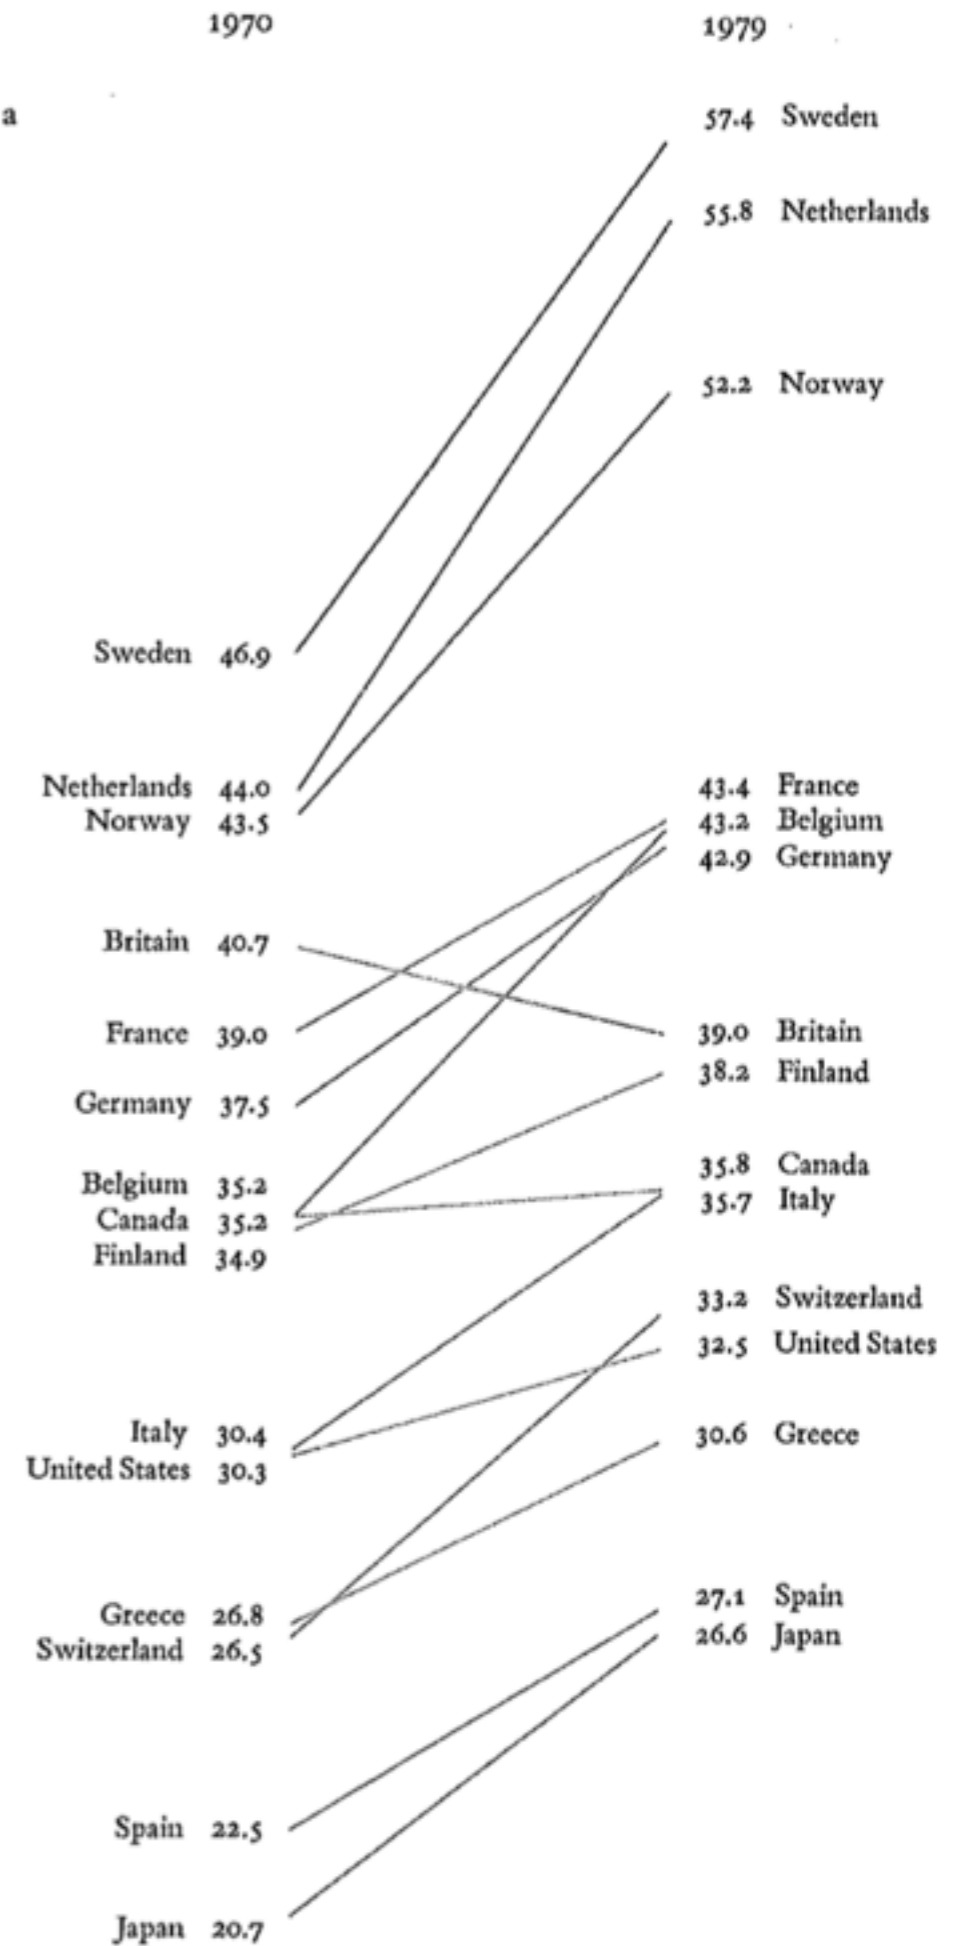 1970 1979
a
57.4 Sweden
55.8 Netherlands
52.2 Norway
Sweden 46.9
Netherlands 44.0
43.4 France
Norway 43.5
43.2 Belgium
42.9 Germany
Britain 40.7
France 39.0
39.0 Britain
38.2 Finland
Germany 37.5
35.8 Canada
Belgium 35.2
35.7 Italy
Canada 35.2
Finland 34.9
33.2 Switzerland
32.5 United States
Italy 30.4
30.6 Greece
United States 30.3
27.1 Spain
Greece 26.8
26.6 Japan
Switzerland 26.5
Spain 22.5
Japan 20.7